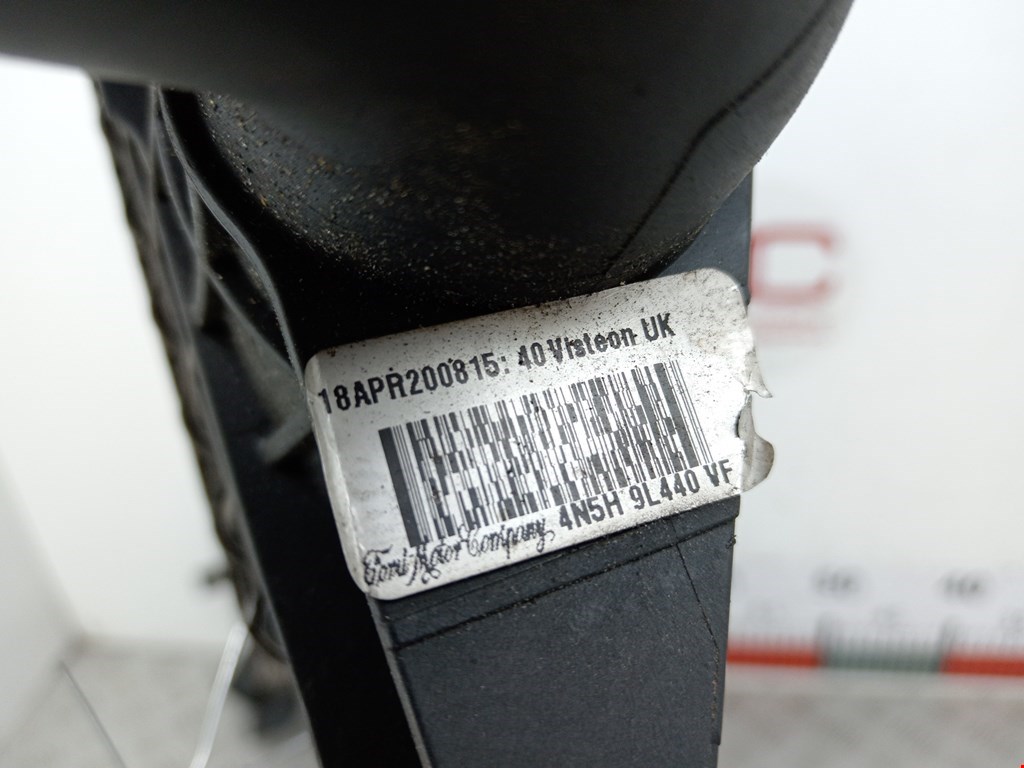 18APR200815:40 Visteon UK
4N5H 9L440 VF
Ford Motor Company
C